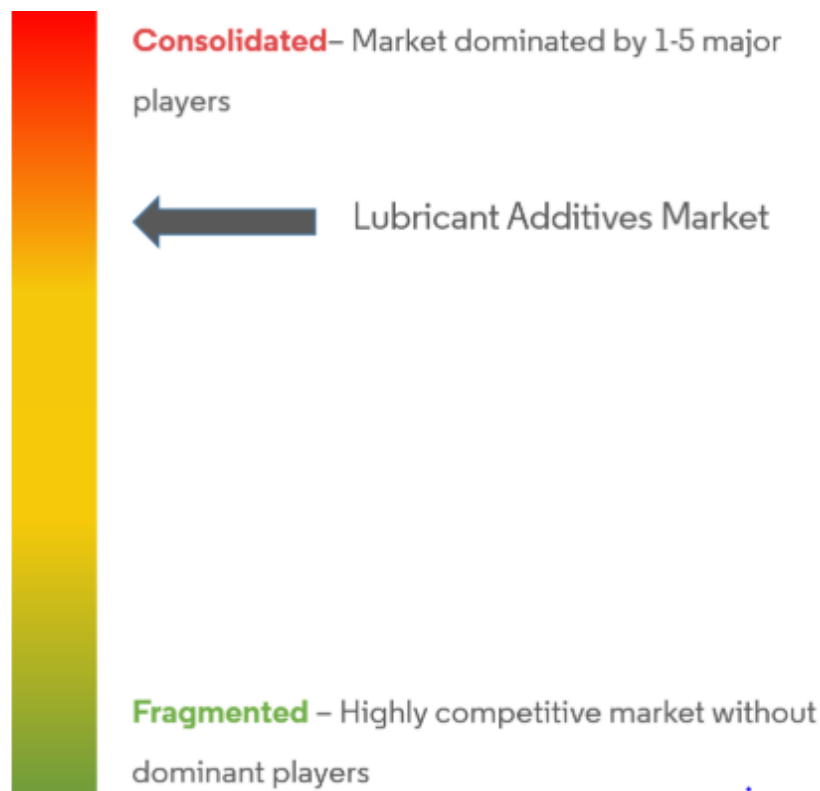 Consolidated– Market dominated by 1-5 major
players
Lubricant Additives Market
Fragmented – Highly competitive market without
dominant players